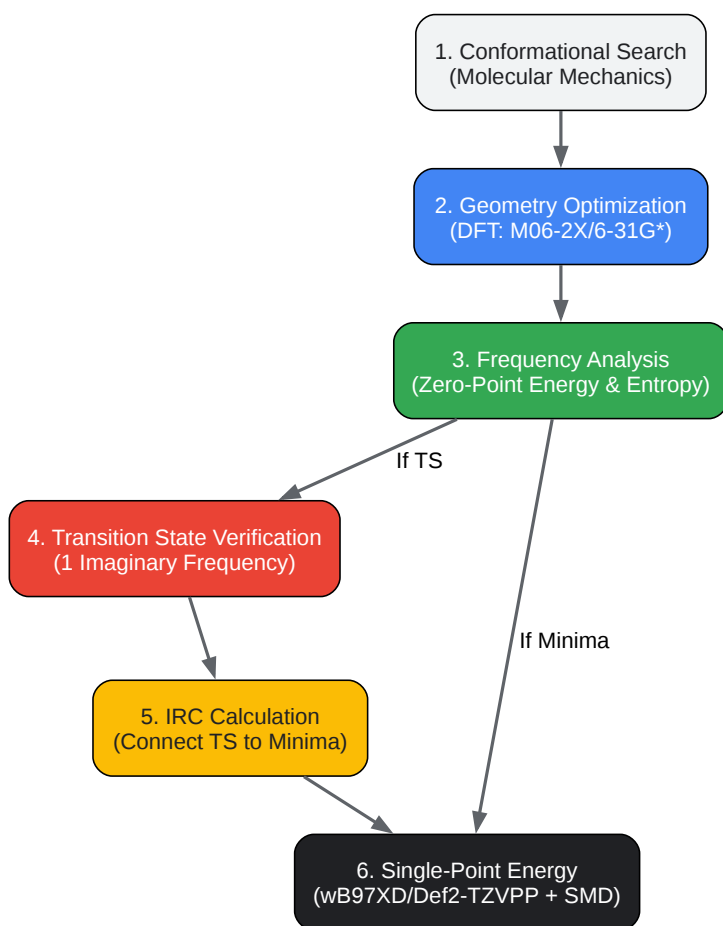 1. Conformational Search
(Molecular Mechanics)
2. Geometry Optimization
(DFT: M06-2X/6-31G*)
3. Frequency Analysis
(Zero-Point Energy & Entropy)
If TS
4. Transition State Verification
(1 Imaginary Frequency)
If Minima
5. IRC Calculation
(Connect TS to Minima)
6. Single-Point Energy
(wB97XD/Def2-TZVPP + SMD)